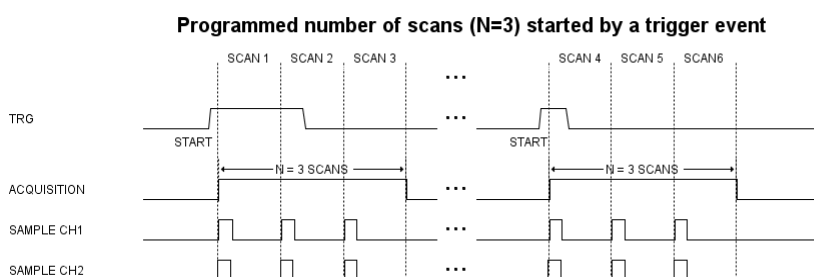 Programmed number of scans (N=3) started by a trigger event
SCAN 1 SCAN 2 SCAN 3 ... SCAN 4 SCAN 5 SCAN6
TRG ...
START START
N = 3 SCANS N = 3 SCANS
ACQUISITION ...
SAMPLE CH1 ...
SAMPLE CH2 ...